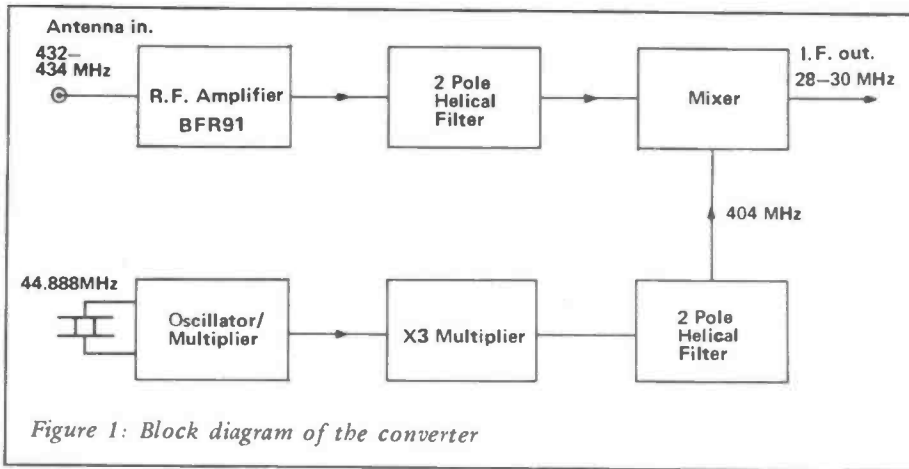 Antenna in.
432–
434 MHz
R.F. Amplifier
BFR91
2 Pole
Helical
Filter
Mixer
I.F. out.
28–30 MHz
404 MHz
44.888MHz
Oscillator/
Multiplier
X3 Multiplier
2 Pole
Helical
Filter
Figure 1: Block diagram of the converter